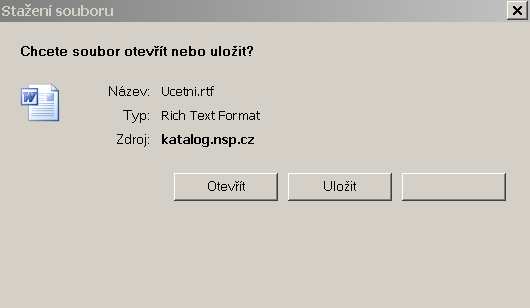 Stažení souboru
Chcete soubor otevřít nebo uložit?
Název: Ucetni.rtf
Typ: Rich Text Format
Zdroj: katalog.nsp.cz
Otevřít Uložit